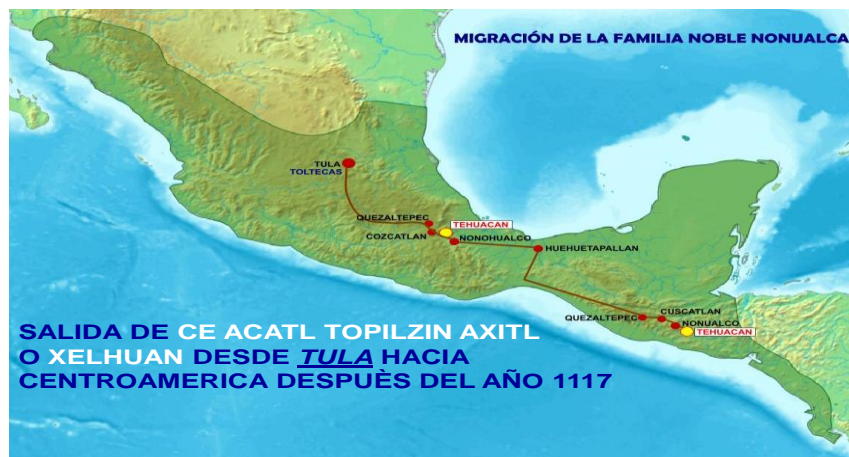 MIGRACIÓN DE LA FAMILIA NOBLE NONUALCA
TULA
TOLTECAS
QUEZALTEPEC
TEHUACAN
COZCATLAN
NONOHUALCO
HUEHUETAPALLAN
CUSCATLAN
QUEZALTEPEC
NONUALCO
TEHUACAN
SALIDA DE CE ACATL TOPILZIN AXITL
O XELHUAN DESDE TULA HACIA
CENTROAMERICA DESPUÈS DEL AÑO 1117